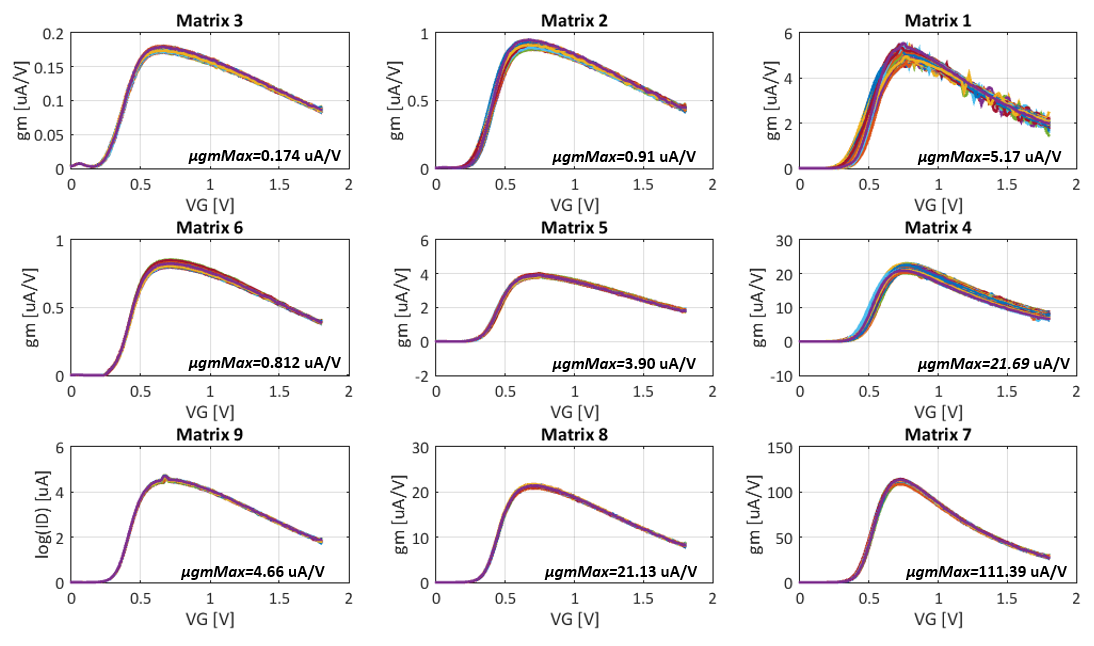 Matrix 3
gm [uA/V]
0.2
0.15
0.1
0.05
0
µgmMax=0.174 uA/V
0 0.5 1 1.5 2
VG [V]
Matrix 2
gm [uA/V]
1
0.5
0
µgmMax=0.91 uA/V
0 0.5 1 1.5 2
VG [V]
Matrix 1
gm [uA/V]
6
4
2
0
µgmMax=5.17 uA/V
0 0.5 1 1.5 2
VG [V]
Matrix 6
gm [uA/V]
1
0.5
0
µgmMax=0.812 uA/V
0 0.5 1 1.5 2
VG [V]
Matrix 5
gm [uA/V]
6
4
2
0
-2
µgmMax=3.90 uA/V
0 0.5 1 1.5 2
VG [V]
Matrix 4
gm [uA/V]
30
20
10
0
-10
µgmMax=21.69 uA/V
0 0.5 1 1.5 2
VG [V]
Matrix 9
log(ID) [uA]
6
4
2
0
µgmMax=4.66 uA/V
0 0.5 1 1.5 2
VG [V]
Matrix 8
gm [uA/V]
30
20
10
0
µgmMax=21.13 uA/V
0 0.5 1 1.5 2
VG [V]
Matrix 7
gm [uA/V]
150
100
50
0
µgmMax=111.39 uA/V
0 0.5 1 1.5 2
VG [V]